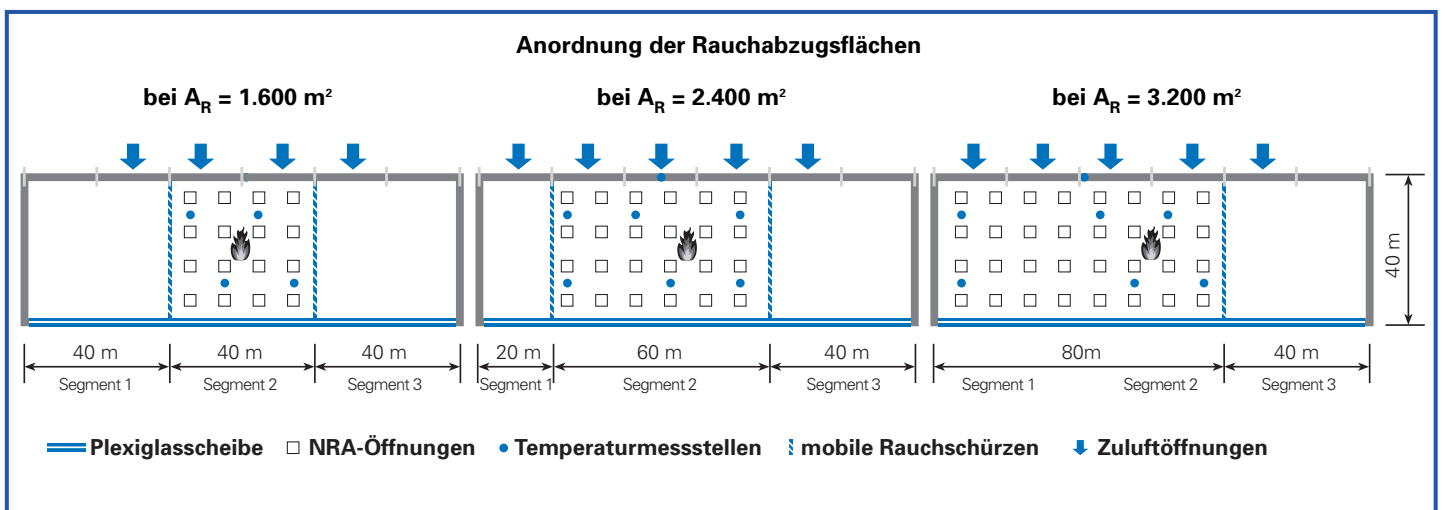 Anordnung der Rauchabzugsflächen
bei A_R = 1.600 m²
bei A_R = 2.400 m²
bei A_R = 3.200 m²
40 m
40 m 40 m 40 m
Segment 1 Segment 2 Segment 3
20 m 60 m 40 m
Segment 1 Segment 2 Segment 3
80m 40 m
Segment 1 Segment 2 Segment 3
Plexiglasscheibe NRA-Öffnungen Temperaturmessstellen mobile Rauchschürzen Zuluftöffnungen